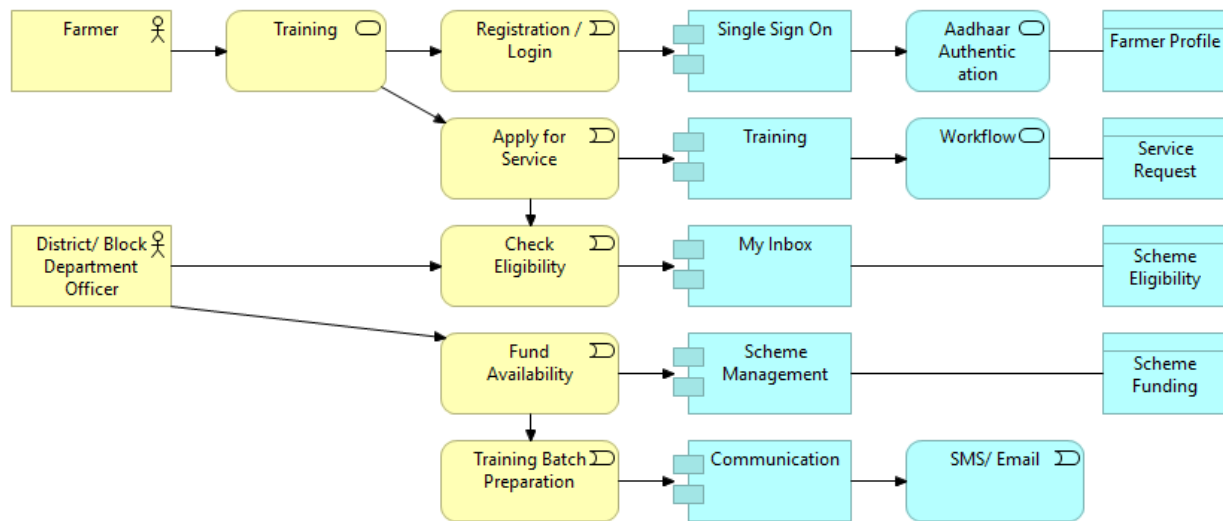 Farmer
Training
Registration /
Login
Single Sign On
Aadhaar
Authentic
ation
Farmer Profile
Apply for
Service
Training
Workflow
Service
Request
District/ Block
Department
Officer
Check
Eligibility
My Inbox
Scheme
Eligibility
Fund
Availability
Scheme
Management
Scheme
Funding
Training Batch
Preparation
Communication
SMS/ Email